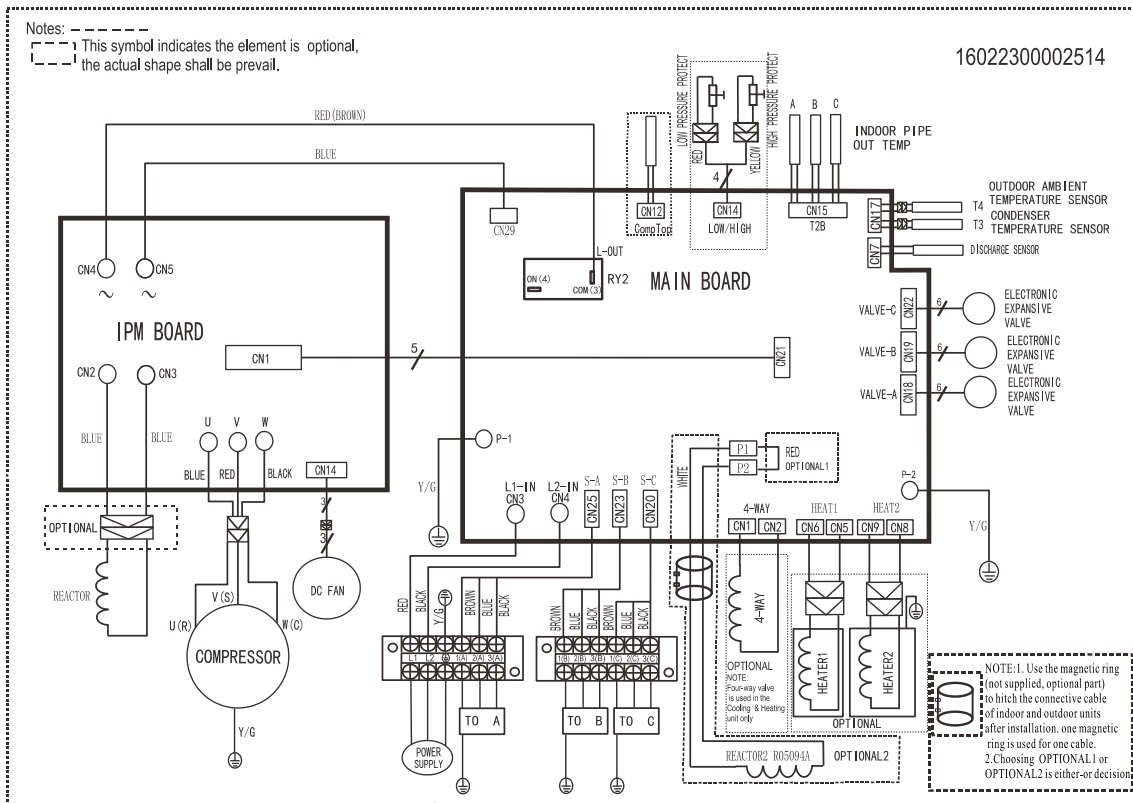 Notes:
This symbol indicates the element is optional,
the actual shape shall be prevail.
16022300002514
RED(BROWN)
BLUE
LOW PRESSURE PROTECT
HIGH PRESSURE PROTECT
RED
YELLOW
4
A B C
INDOOR PIPE
OUT TEMP
CN12
CompTop
CN14
LOW/HIGH
CN15
T2B
CN17
T4
T3
OUTDOOR AMBIENT
TEMPERATURE SENSOR
CONDENSER
TEMPERATURE SENSOR
CN7
DISCHARGE SENSOR
CN29
L-OUT
ON(4)
COM(3)
RY2
MAIN BOARD
CN4
CN5
~ ~
IPM BOARD
CN1
5
CN21
VALVE-C
CN22
6
ELECTRONIC
EXPANSIVE
VALVE
VALVE-B
CN19
6
ELECTRONIC
EXPANSIVE
VALVE
VALVE-A
CN18
6
ELECTRONIC
EXPANSIVE
VALVE
CN2
CN3
BLUE
BLUE
U V W
BLUE
RED
BLACK
CN14
3
3
DC FAN
P-1
Y/G
L1-IN
CN3
L2-IN
CN4
S-A
CN25
S-B
CN23
S-C
CN20
WHITE
P1
P2
RED
OPTIONAL1
P-2
Y/G
4-WAY
CN1 CN2
HEAT1
CN6 CN5
HEAT2
CN9 CN8
OPTIONAL
REACTOR
V(S)
U(R)
W(C)
COMPRESSOR
Y/G
RED
BLACK
Y/G
BROWN
BLUE
BLACK
L1 L2 1(A) 2(A) 3(A)
BROWN
BLUE
BLACK
BROWN
BLUE
BLACK
1(B) 2(B) 3(B) 1(C) 2(C) 3(C)
POWER
SUPPLY
TO A
TO B
TO C
4-WAY
OPTIONAL
NOTE:
Four-way valve
is used in the
Cooling & Heating
unit only
HEATER1
HEATER2
OPTIONAL
REACTOR2 R05094A
OPTIONAL2
NOTE:1. Use the magnetic ring
(not supplied, optional part)
to hitch the connective cable
of indoor and outdoor units
after installation. one magnetic
ring is used for one cable.
2.Choosing OPTIONAL1 or
OPTIONAL2 is either-or decision